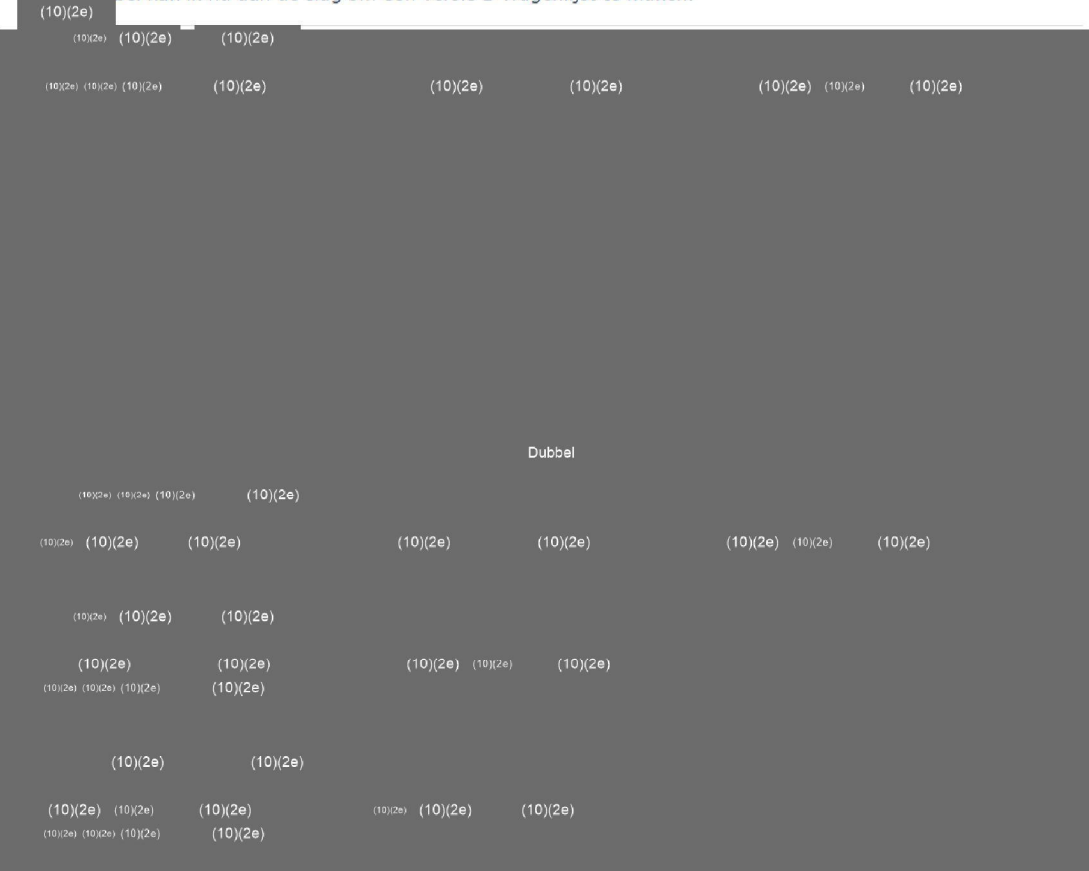 (10)(2e)
(10)(2e) (10)(2e) (10)(2e)
(10)(2e) (10)(2e) (10)(2e) (10)(2e) (10)(2e) (10)(2e) (10)(2e) (10)(2e) (10)(2e)
Dubbel
(10)(2e) (10)(2e) (10)(2e) (10)(2e)
(10)(2e) (10)(2e) (10)(2e) (10)(2e) (10)(2e) (10)(2e) (10)(2e) (10)(2e)
(10)(2e) (10)(2e) (10)(2e)
(10)(2e) (10)(2e) (10)(2e) (10)(2e) (10)(2e)
(10)(2e) (10)(2e) (10)(2e) (10)(2e)
(10)(2e) (10)(2e)
(10)(2e) (10)(2e) (10)(2e) (10)(2e) (10)(2e) (10)(2e)
(10)(2e) (10)(2e) (10)(2e) (10)(2e)